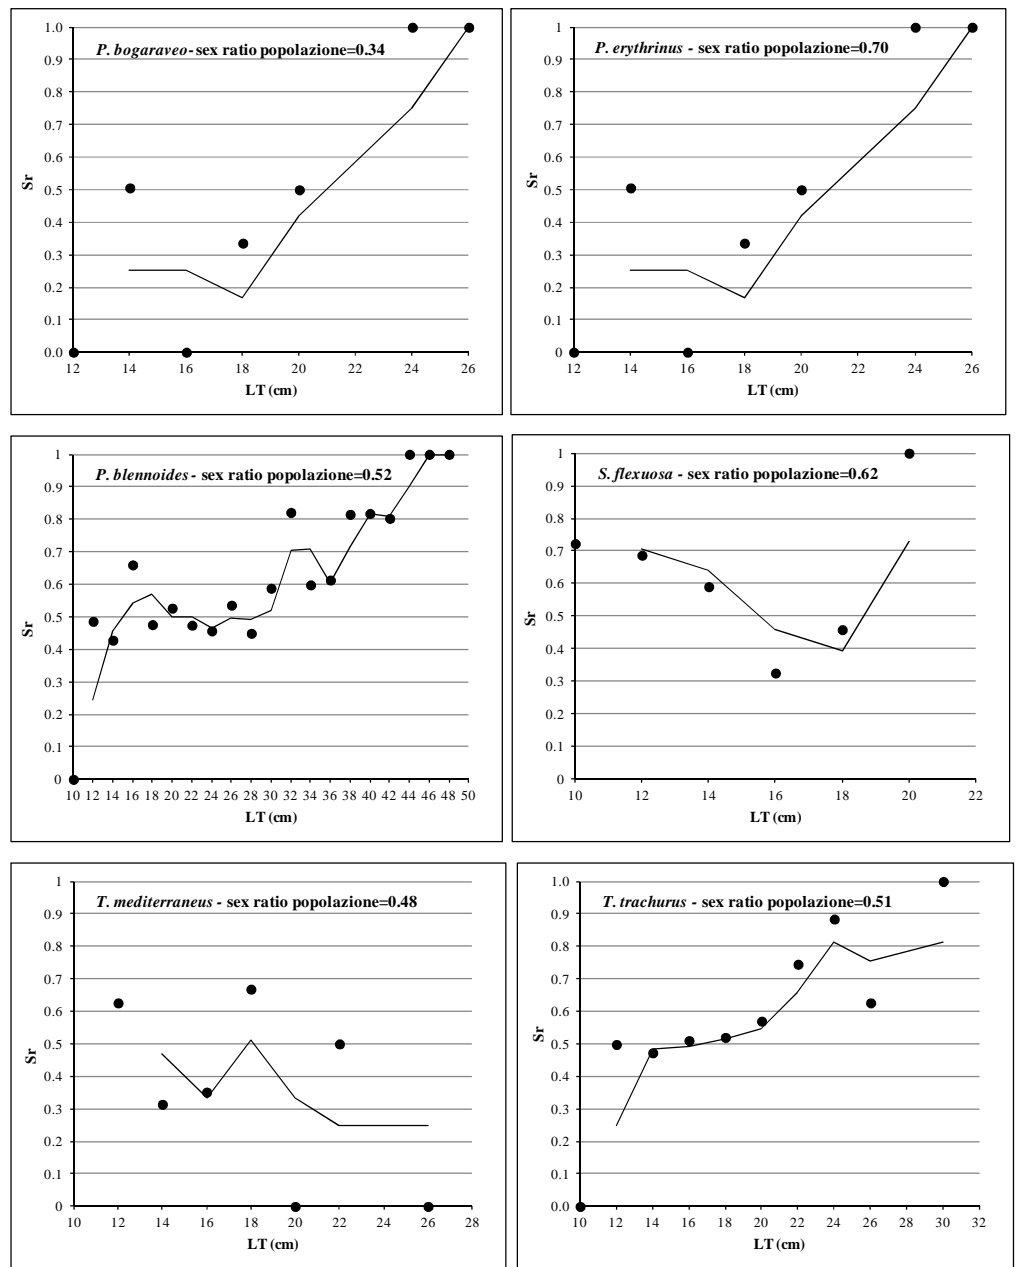 P. bogaraveo - sex ratio popolazione=0.34
1.0
0.9
0.8
0.7
0.6
0.5
0.4
0.3
0.2
0.1
0.0
Sr
12 14 16 18 20 22 24 26
LT (cm)
P. erythrinus - sex ratio popolazione=0.70
1
0.9
0.8
0.7
0.6
0.5
0.4
0.3
0.2
0.1
0
Sr
12 14 16 18 20 22 24 26
LT (cm)
P. blennoides - sex ratio popolazione=0.52
1
0.9
0.8
0.7
0.6
0.5
0.4
0.3
0.2
0.1
0
Sr
10 12 14 16 18 20 22 24 26 28 30 32 34 36 38 40 42 44 46 48 50
LT (cm)
S. flexuosa - sex ratio popolazione=0.62
1
0.9
0.8
0.7
0.6
0.5
0.4
0.3
0.2
0.1
0
Sr
10 12 14 16 18 20 22
LT (cm)
T. mediterraneus - sex ratio popolazione=0.48
1
0.9
0.8
0.7
0.6
0.5
0.4
0.3
0.2
0.1
0
Sr
10 12 14 16 18 20 22 24 26 28
LT (cm)
T. trachurus - sex ratio popolazione=0.51
1.0
0.9
0.8
0.7
0.6
0.5
0.4
0.3
0.2
0.1
0.0
Sr
10 12 14 16 18 20 22 24 26 28 30 32
LT (cm)